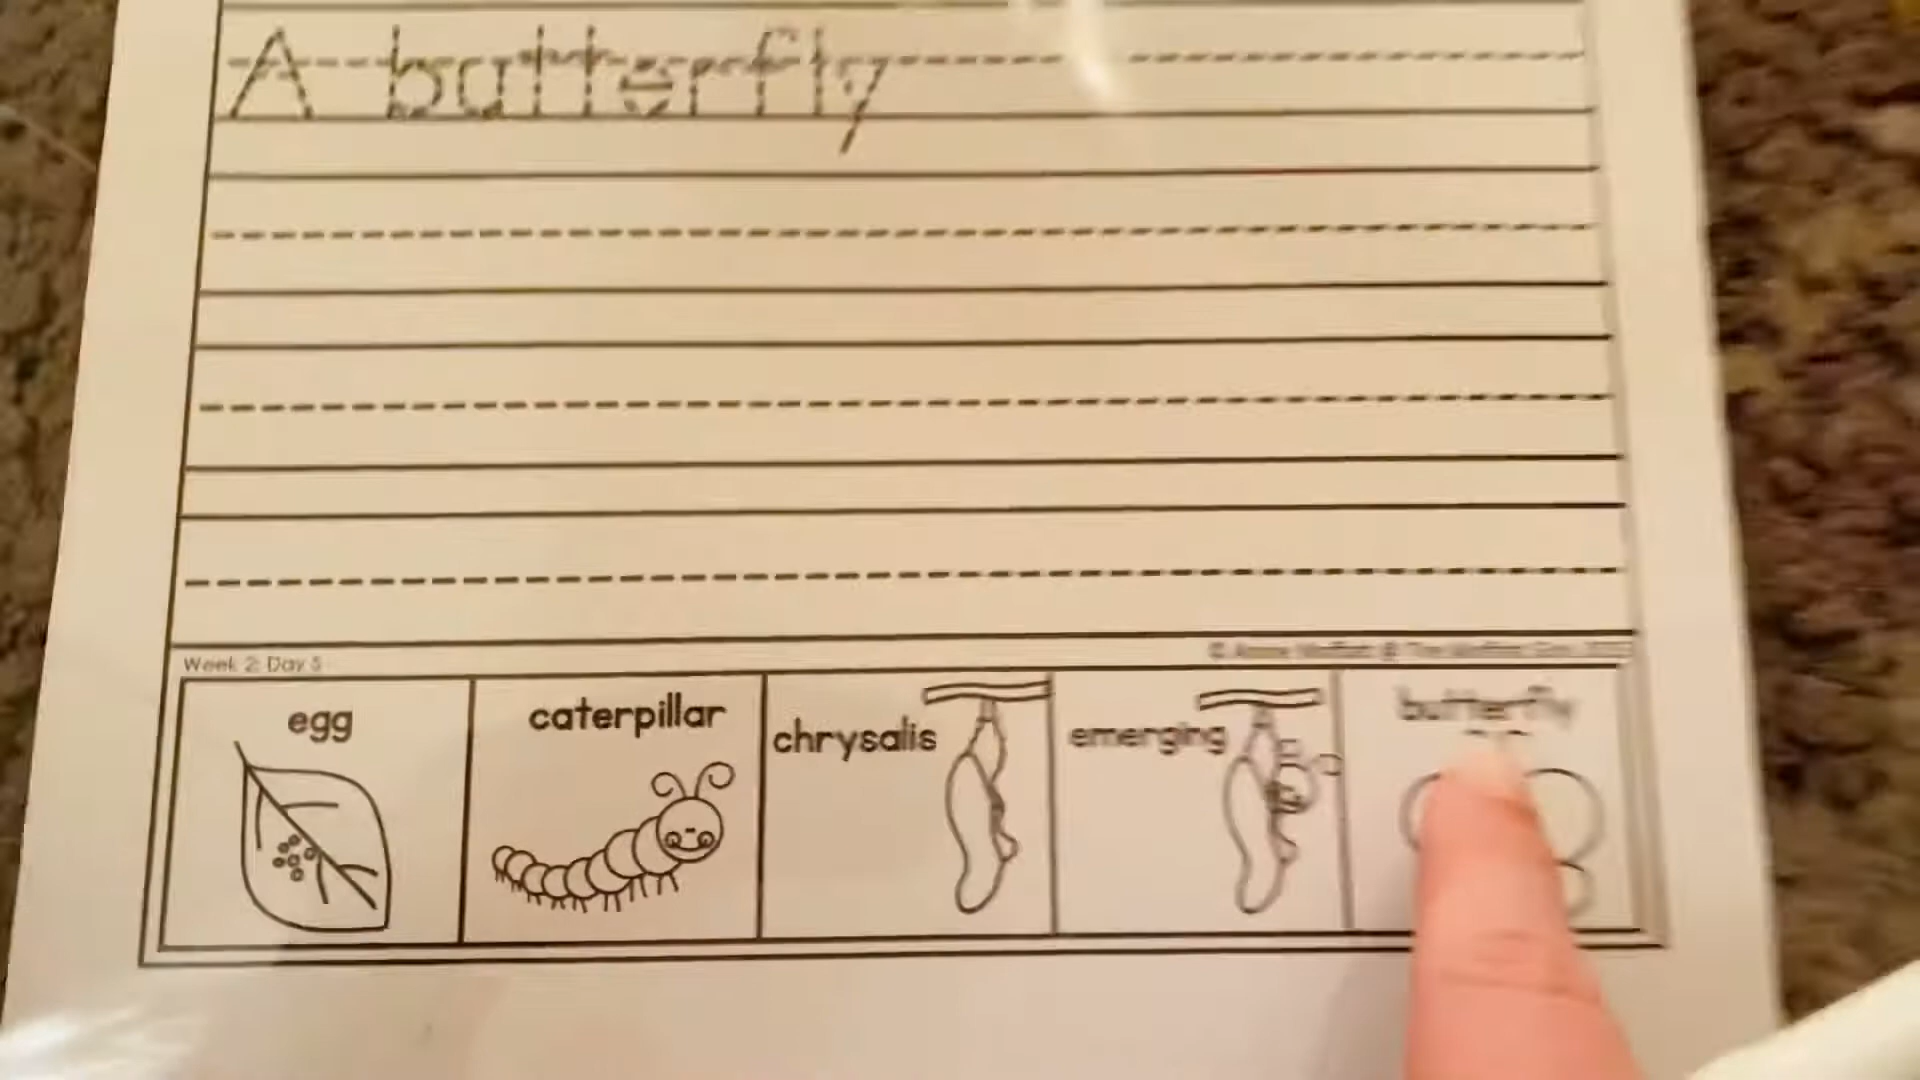 A butterfly
Week 2: Day 5
egg
caterpillar
chrysalis
emerging
butterfly